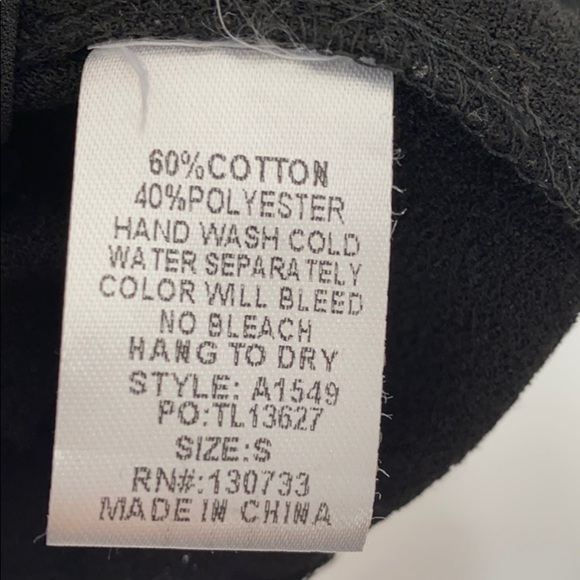 60%COTTON
40%POLYESTER
HAND WASH COLD
WATER SEPARATELY
COLOR WILL BLEED
NO BLEACH
HANG TO DRY
STYLE: A1549
PO:TL13627
SIZE:S
RN#:130733
MADE IN CHINA